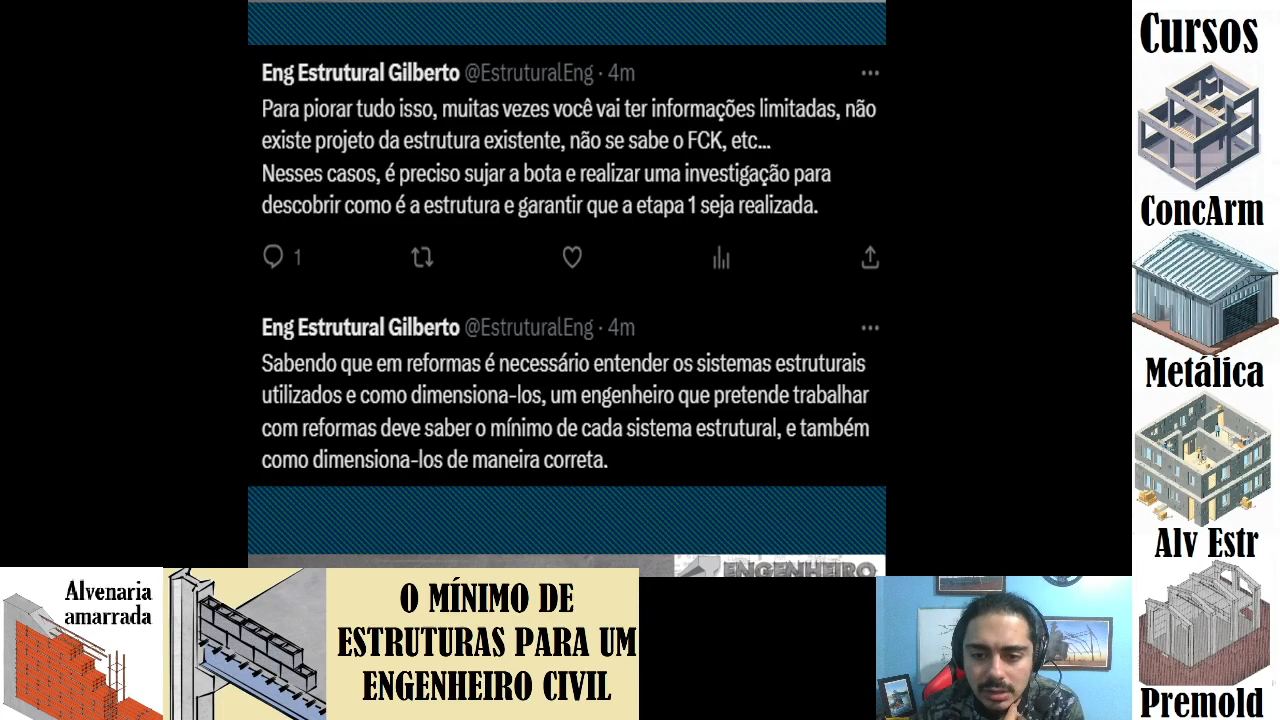 Eng Estrutural Gilberto @EstruturalEng · 4m
Para piorar tudo isso, muitas vezes você vai ter informações limitadas, não
existe projeto da estrutura existente, não se sabe o FCK, etc...
Nesses casos, é preciso sujar a bota e realizar uma investigação para
descobrir como é a estrutura e garantir que a etapa 1 seja realizada.
1
Eng Estrutural Gilberto @EstruturalEng · 4m
Sabendo que em reformas é necessário entender os sistemas estruturais
utilizados e como dimensiona-los, um engenheiro que pretende trabalhar
com reformas deve saber o mínimo de cada sistema estrutural, e também
como dimensiona-los de maneira correta.
ENGENHEIRO
Alvenaria
amarrada
O MÍNIMO DE
ESTRUTURAS PARA UM
ENGENHEIRO CIVIL
Cursos
ConcArm
Metálica
Alv Estr
Premold